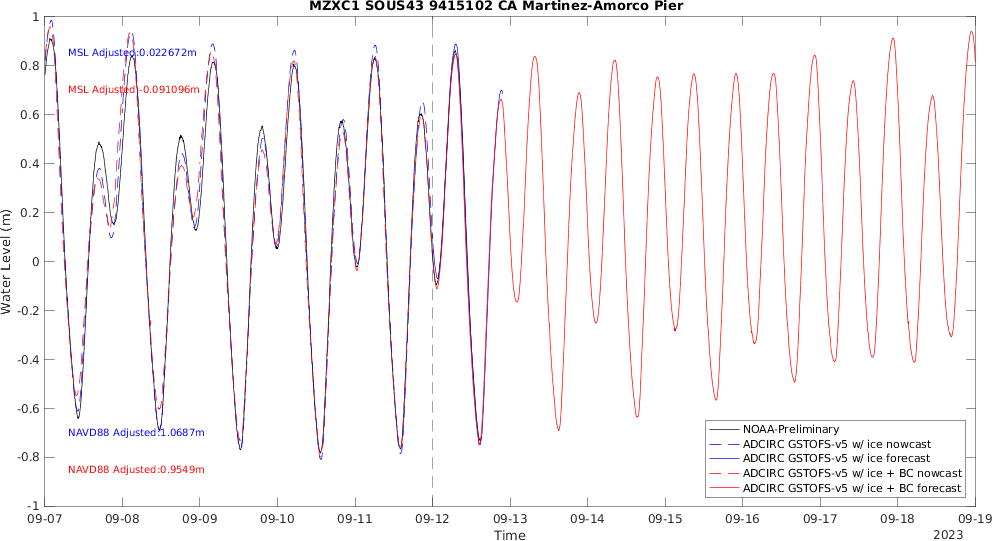 MZXC1 SOUS43 9415102 CA Martinez-Amorco Pier
MSL Adjusted:0.022672m
MSL Adjusted:-0.091096m
NAVD88 Adjusted:1.0687m
NAVD88 Adjusted:0.9549m
Water Level (m)
1
0.8
0.6
0.4
0.2
0
-0.2
-0.4
-0.6
-0.8
-1
NOAA-Preliminary
ADCIRC GSTOFS-v5 w/ ice nowcast
ADCIRC GSTOFS-v5 w/ ice forecast
ADCIRC GSTOFS-v5 w/ ice + BC nowcast
ADCIRC GSTOFS-v5 w/ ice + BC forecast
09-07 09-08 09-09 09-10 09-11 09-12 09-13 09-14 09-15 09-16 09-17 09-18 09-19
Time
2023